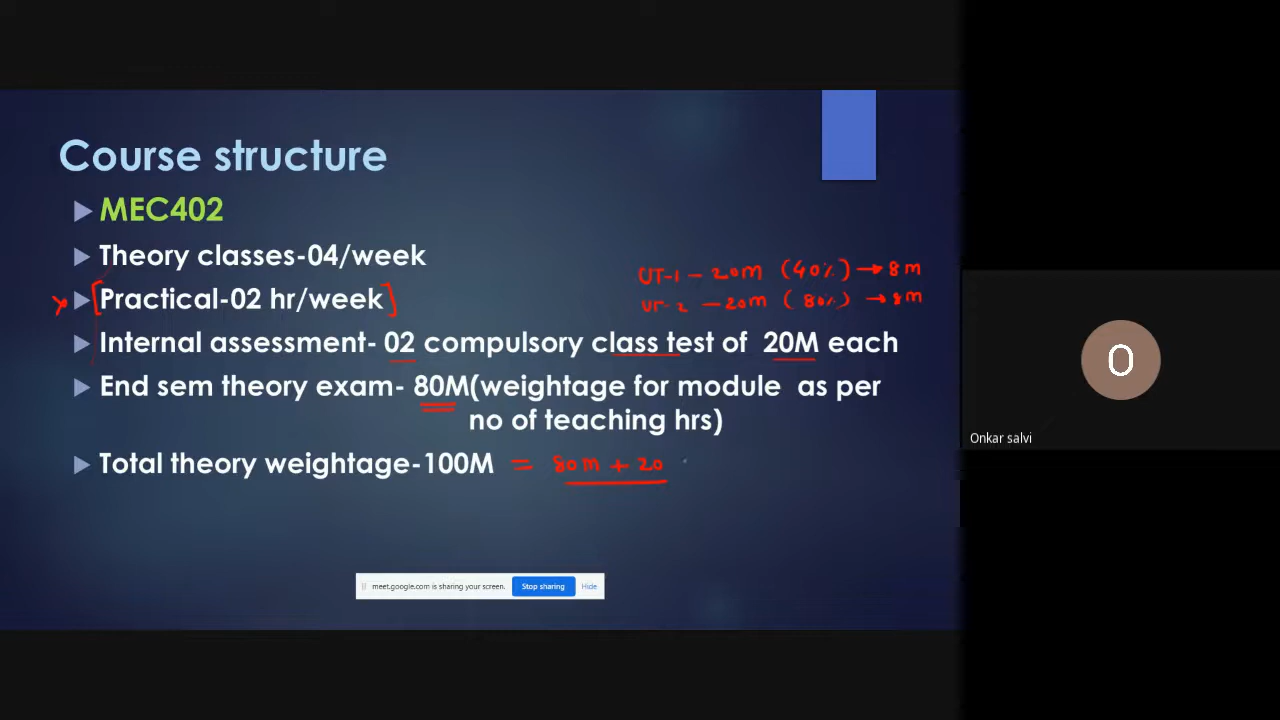 Course structure
MEC402
Theory classes-04/week
Practical-02 hr/week
UT-1 - 20m (40%) → 8m
UT-2 - 20m (80%) → 8m
Internal assessment- 02 compulsory class test of 20M each
End sem theory exam- 80M(weightage for module as per
no of teaching hrs)
Total theory weightage-100M = 80m + 20
Onkar salvi
O
meet.google.com is sharing your screen. Stop sharing Hide